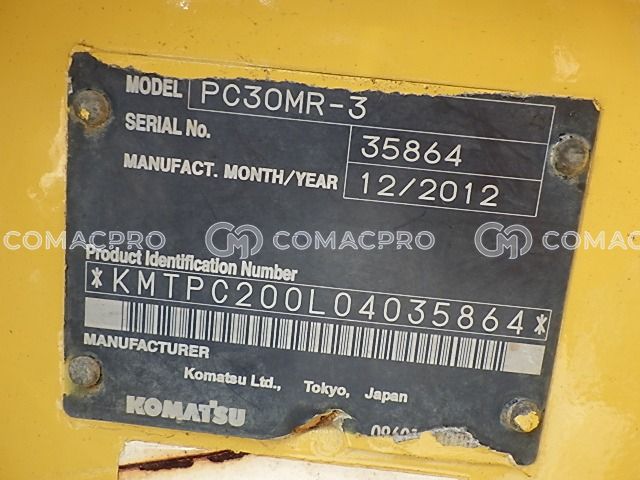 MODEL PC30MR-3
SERIAL No. 35864
MANUFACT. MONTH/YEAR 12/2012
COMACPRO COMACPRO
Product Identification Number
*KMTPC200L04035864*
MANUFACTURER
Komatsu Ltd., Tokyo, Japan
KOMATSU